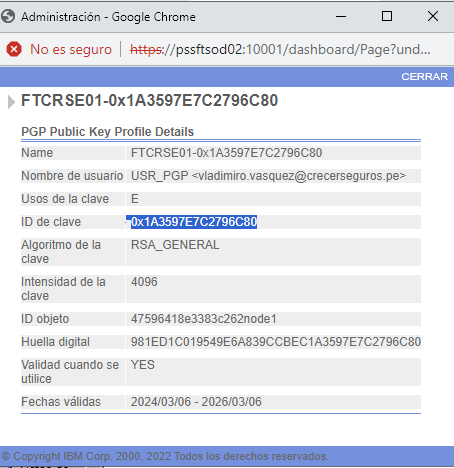 Administración - Google Chrome
No es seguro https://pssftsod02:10001/dashboard/Page?und...
CERRAR
FTCRSE01-0x1A3597E7C2796C80
PGP Public Key Profile Details
Name FTCRSE01-0x1A3597E7C2796C80
Nombre de usuario USR_PGP <vladimiro.vasquez@crecerseguros.pe>
Usos de la clave E
ID de clave 0x1A3597E7C2796C80
Algoritmo de la clave RSA_GENERAL
Intensidad de la clave 4096
ID objeto 47596418e3383c262node1
Huella digital 981ED1C019549E6A839CCBEC1A3597E7C2796C80
Validad cuando se utilice YES
Fechas válidas 2024/03/06 - 2026/03/06
© Copyright IBM Corp. 2000, 2022 Todos los derechos reservados.